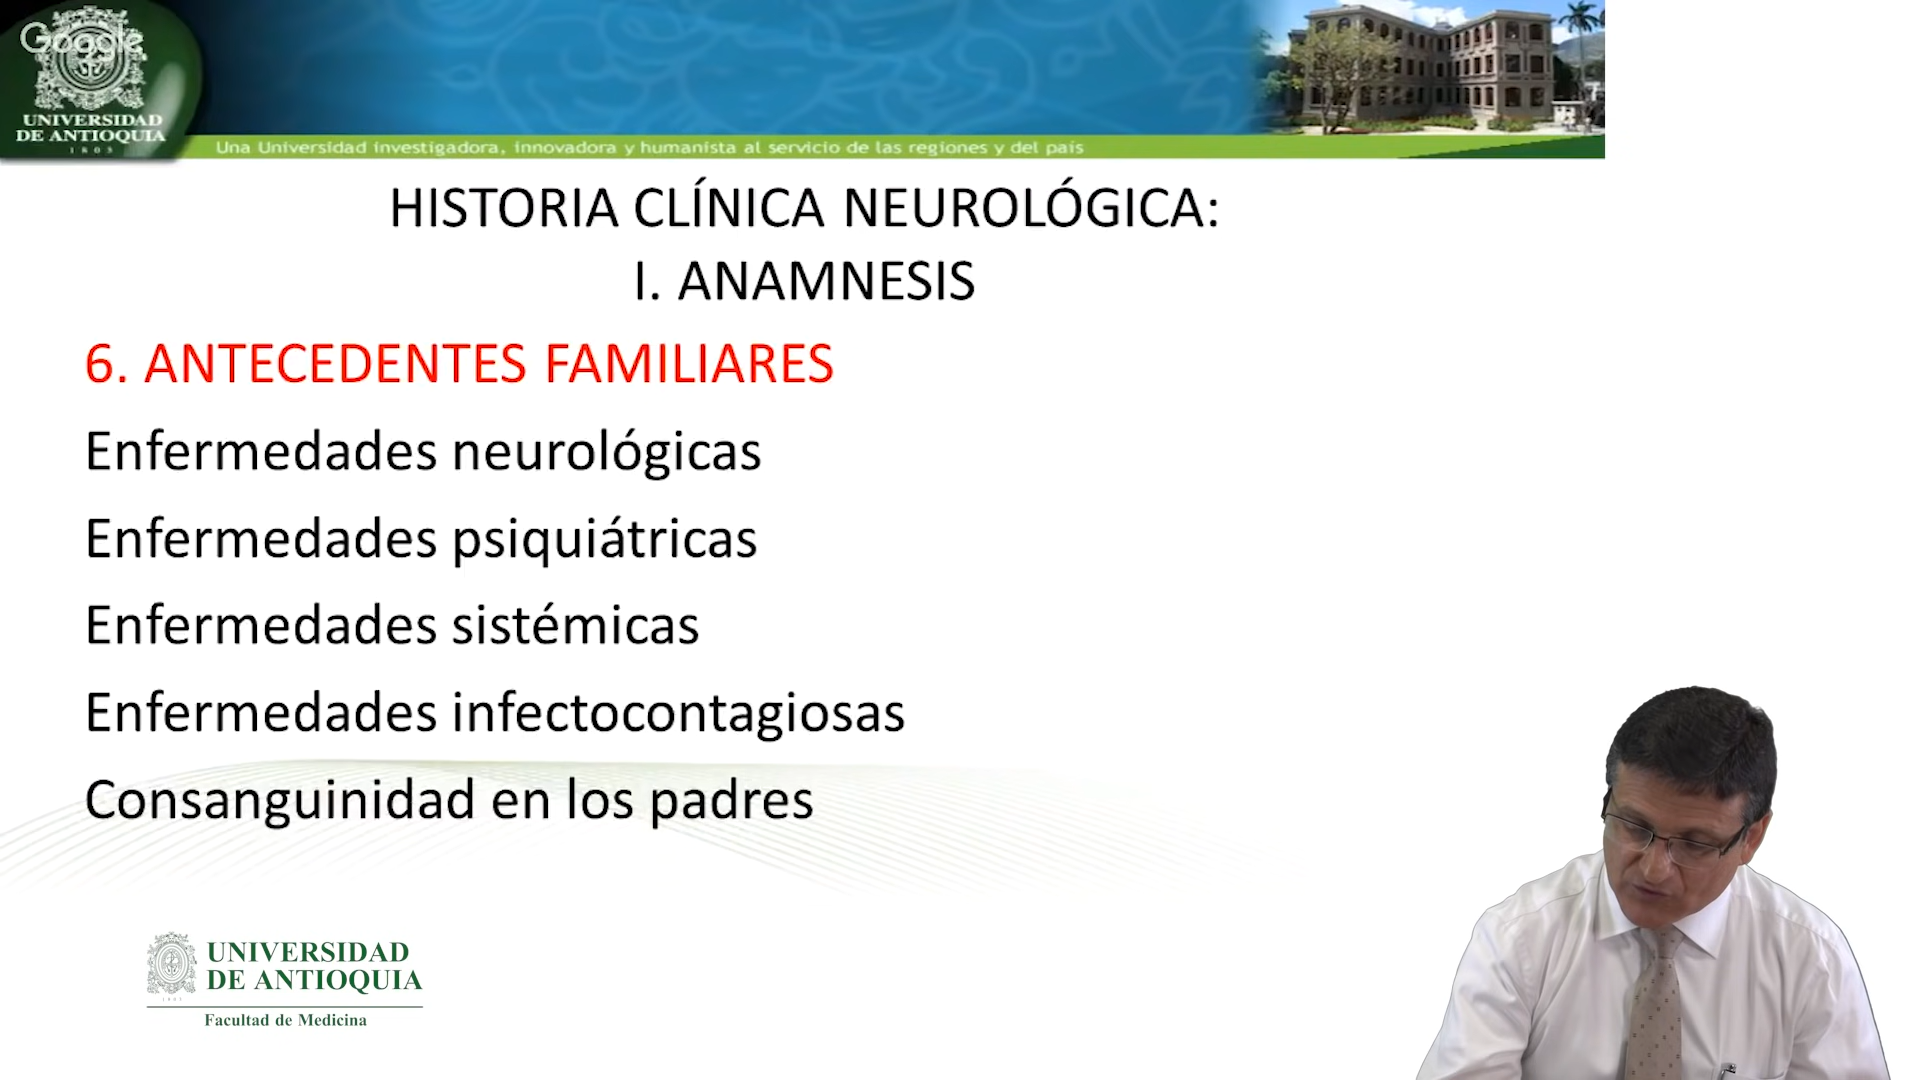 Google
UNIVERSIDAD
DE ANTIOQUIA
1803
Una Universidad investigadora, innovadora y humanista al servicio de las regiones y del país
HISTORIA CLÍNICA NEUROLÓGICA:
I. ANAMNESIS
6. ANTECEDENTES FAMILIARES
Enfermedades neurológicas
Enfermedades psiquiátricas
Enfermedades sistémicas
Enfermedades infectocontagiosas
Consanguinidad en los padres
UNIVERSIDAD
DE ANTIOQUIA
1803
Facultad de Medicina